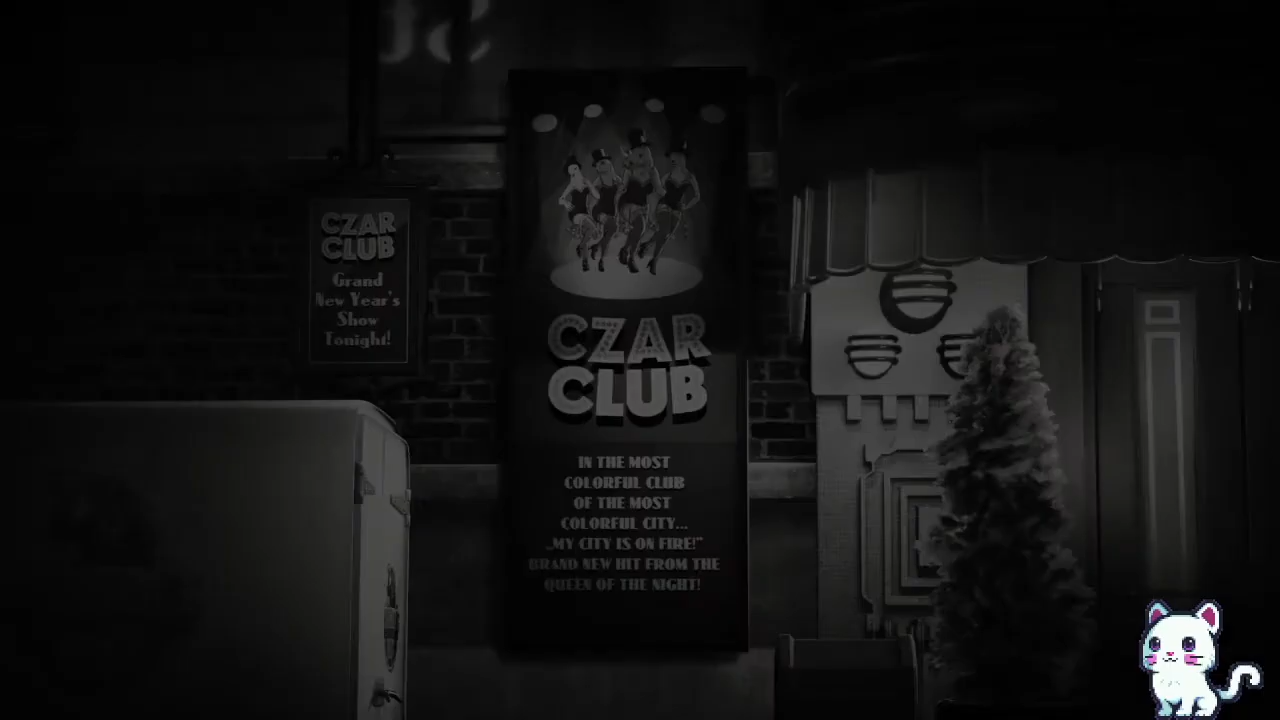 CZAR
CLUB
Grand
New Year's
Show
Tonight!
CZAR
CLUB
IN THE MOST
COLORFUL CLUB
OF THE MOST
COLORFUL CITY...
„MY CITY IS ON FIRE!”
BRAND NEW HIT FROM THE
QUEEN OF THE NIGHT!